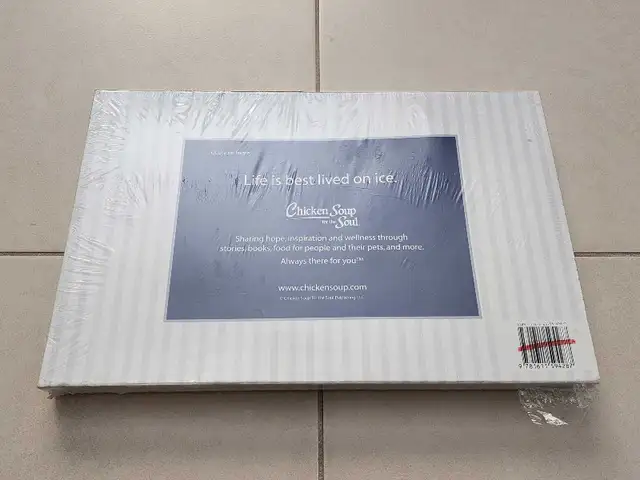 Life is best lived on ice.
Chicken Soup
for the
Soul
Sharing hope, inspiration and wellness through
stories, books, food for people and their pets, and more.
Always there for you™
www.chickensoup.com